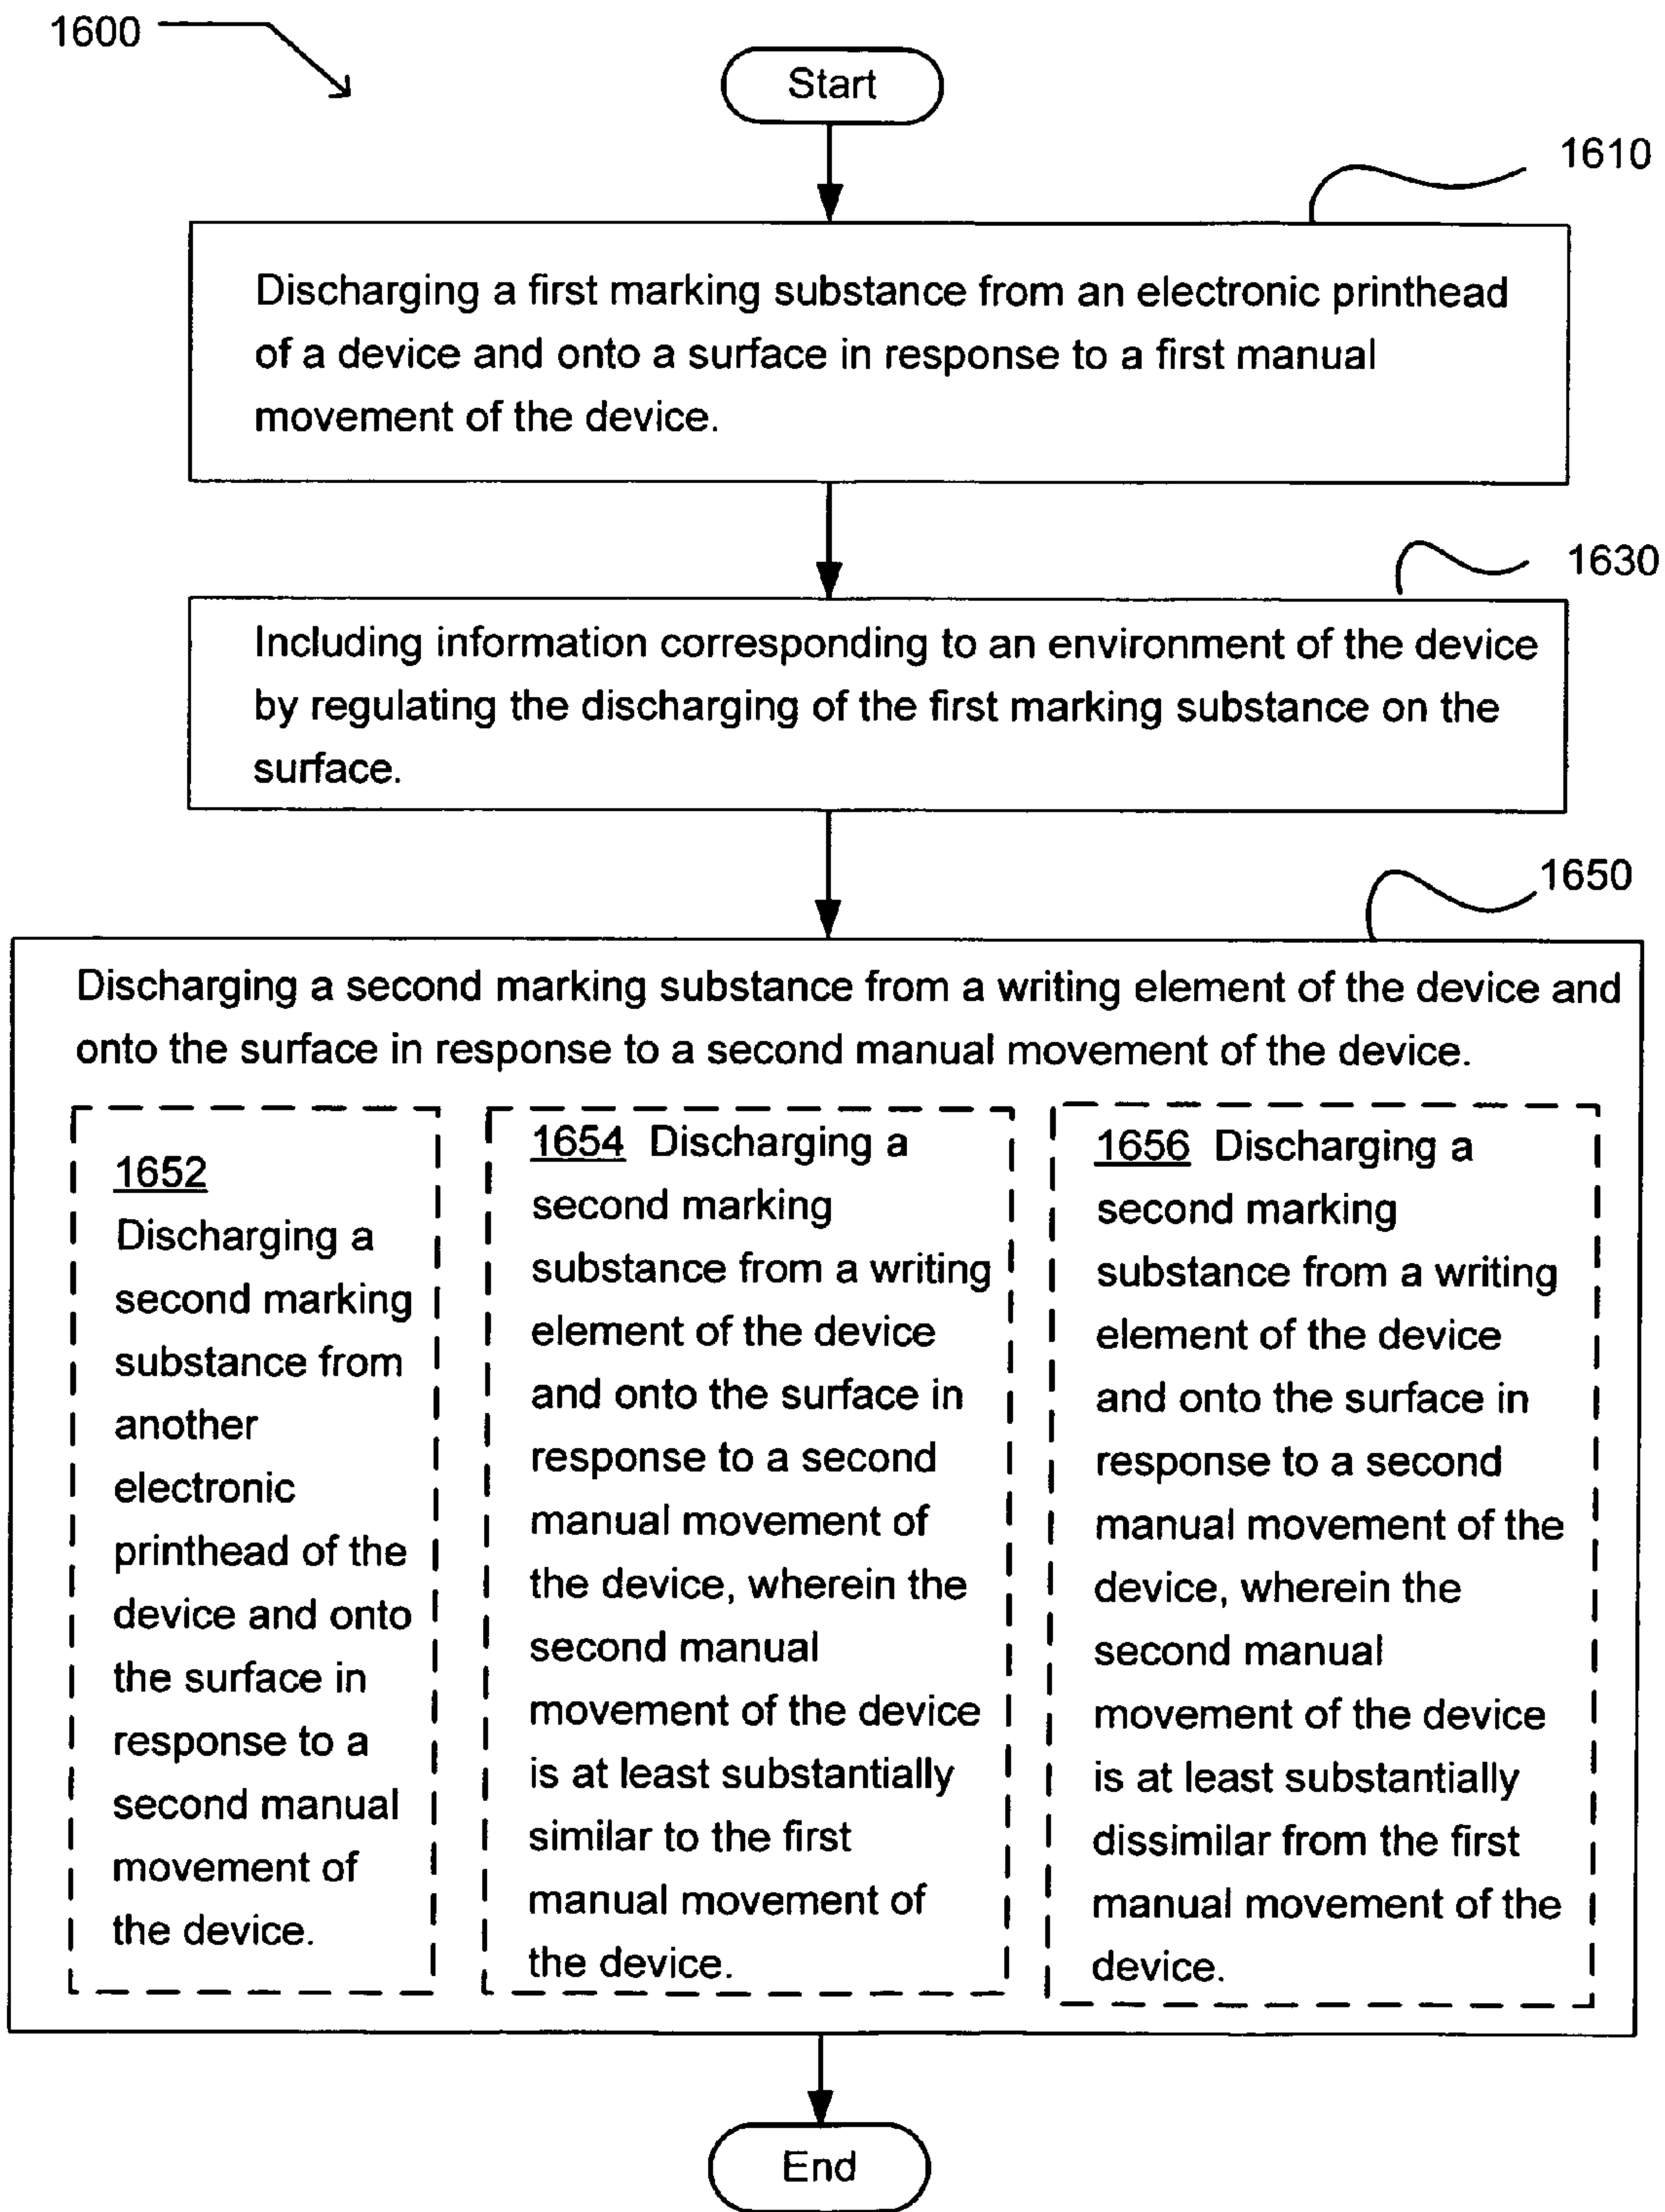 1600
Start
1610
Discharging a first marking substance from an electronic printhead
of a device and onto a surface in response to a first manual
movement of the device.
1630
Including information corresponding to an environment of the device
by regulating the discharging of the first marking substance on the
surface.
1650
Discharging a second marking substance from a writing element of the device and
onto the surface in response to a second manual movement of the device.
1652
Discharging a
second marking
substance from
another
electronic
printhead of the
device and onto
the surface in
response to a
second manual
movement of
the device.
1654 Discharging a
second marking
substance from a writing
element of the device
and onto the surface in
response to a second
manual movement of
the device, wherein the
second manual
movement of the device
is at least substantially
similar to the first
manual movement of
the device.
1656 Discharging a
second marking
substance from a writing
element of the device
and onto the surface in
response to a second
manual movement of the
device, wherein the
second manual
movement of the device
is at least substantially
dissimilar from the first
manual movement of the
device.
End